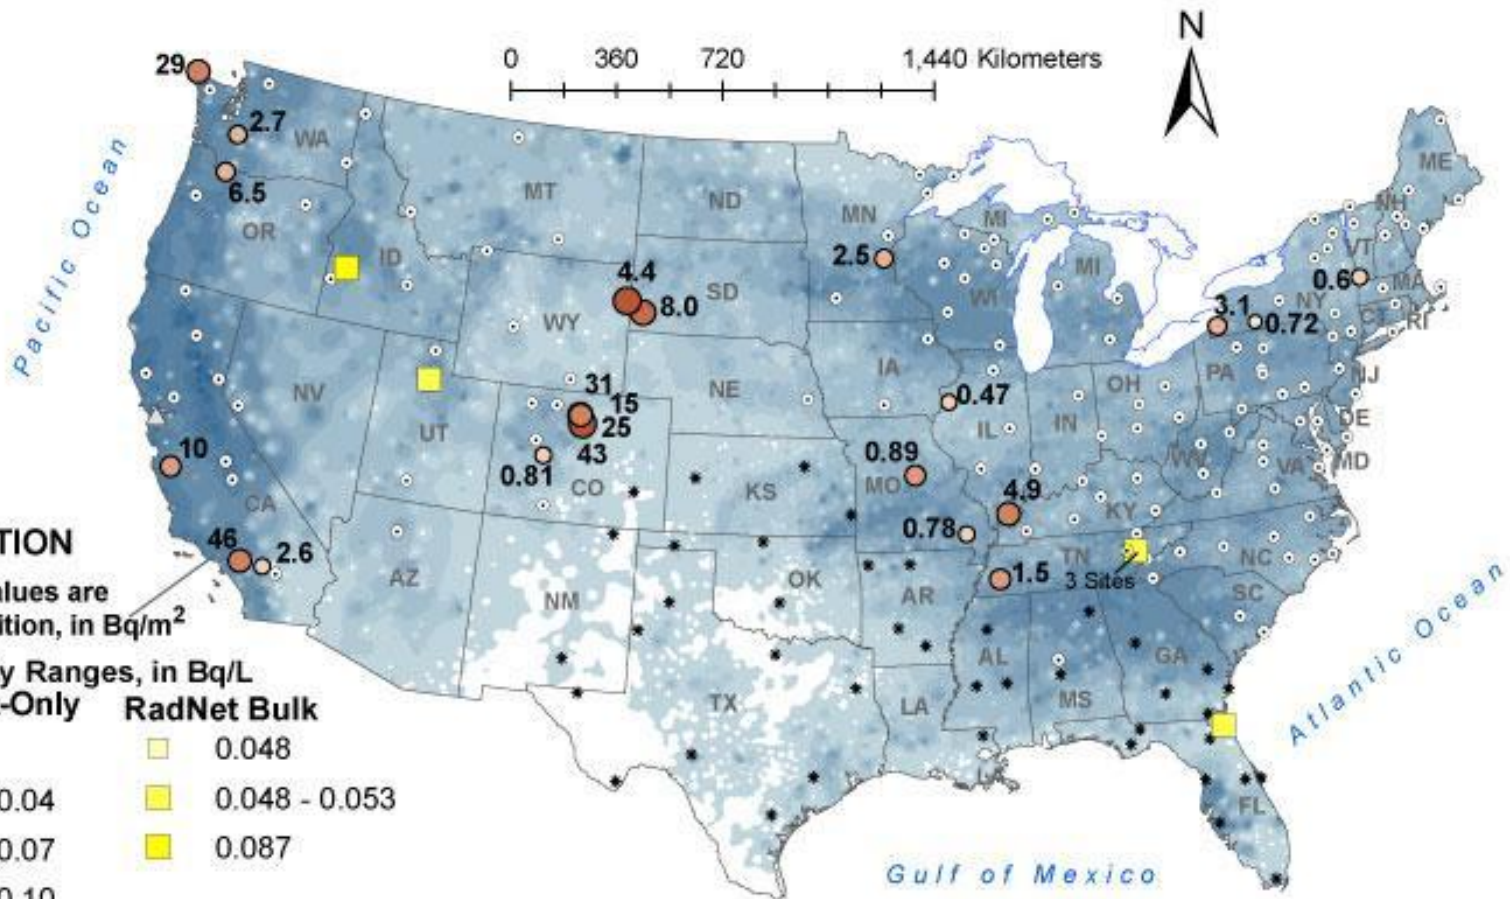 N
0 360 720 1,440 Kilometers
29
2.7
WA
6.5
OR
ID
MT
ND
MN
MI
ME
NH
VT
MA
NY
CT
RI
Pacific Ocean
4.4
8.0
SD
WY
2.5
WI
MI
0.6
3.1
0.72
PA
NJ
NV
UT
31
15
25
43
0.81
CO
NE
IA
0.47
IL
IN
OH
DE
MD
WV
VA
10
CA
KS
0.89
MO
4.9
KY
46
2.6
0.78
AZ
NM
OK
AR
1.5
TN
3 Sites
NC
SC
TX
LA
AL
MS
GA
FL
LA
Atlantic Ocean
Gulf of Mexico
TION
alues are
ition, in Bq/m²
y Ranges, in Bq/L
-Only RadNet Bulk
0.048
0.04 0.048 - 0.053
0.07 0.087
0.10